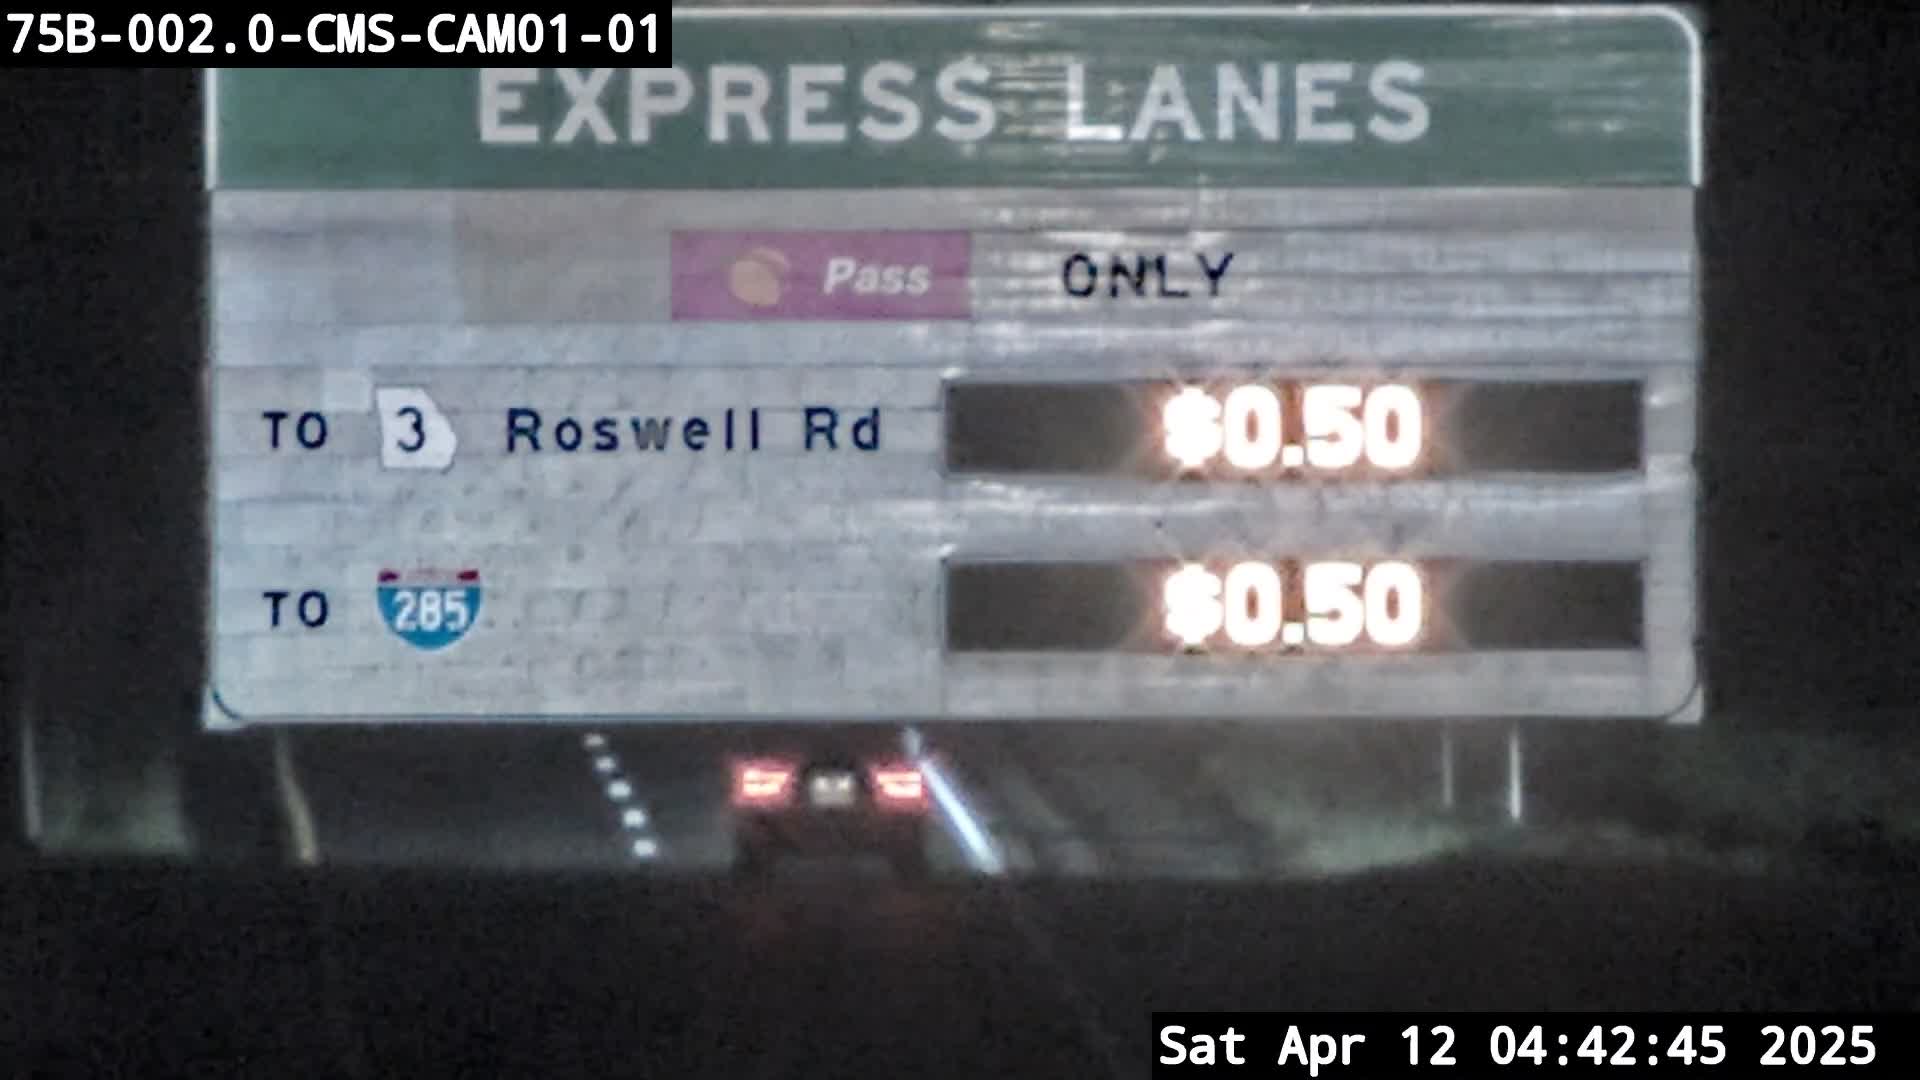 75B-002.0-CMS-CAM01-01
EXPRESS LANES
Pass ONLY
TO 3 Roswell Rd $0.50
TO 285 $0.50
Sat Apr 12 04:42:45 2025